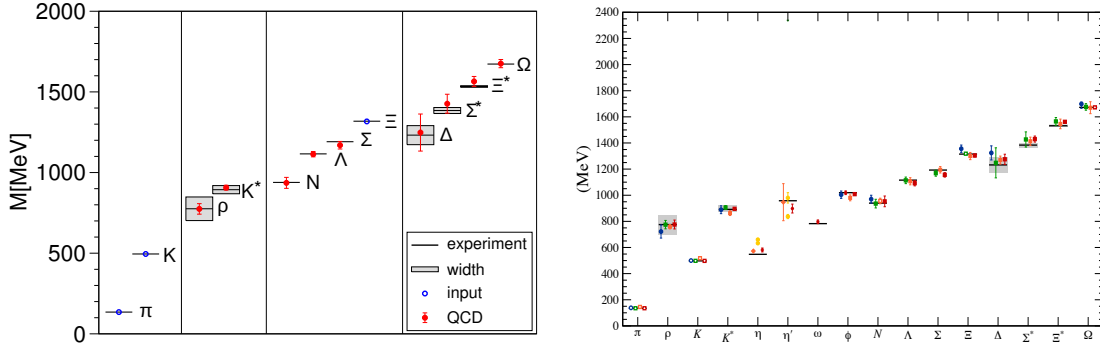 2000
1500
1000
500
0
M[MeV]
π
K
ρ
K*
N
Λ
Σ
Ξ
Δ
Σ*
Ξ*
Ω
experiment
width
input
QCD
2400
2200
2000
1800
1600
1400
1200
1000
800
600
400
200
0
(MeV)
π ρ K K* η η′ ω ϕ N Λ Σ Ξ Δ Σ* Ξ* Ω